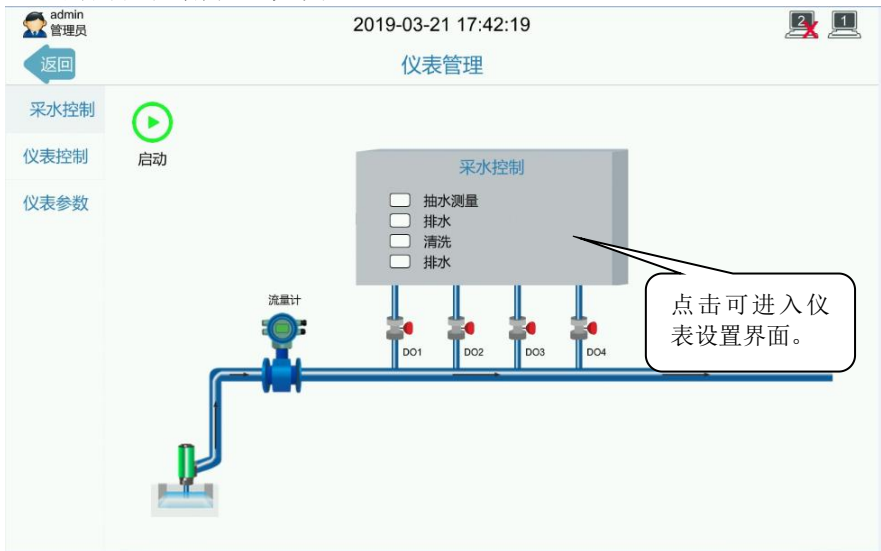 admin
管理员
2019-03-21 17:42:19
2
1
返回
仪表管理
采水控制
仪表控制
仪表参数
启动
采水控制
抽水测量
排水
清洗
排水
流量计
DO1
DO2
DO3
DO4
点击可进入仪
表设置界面。